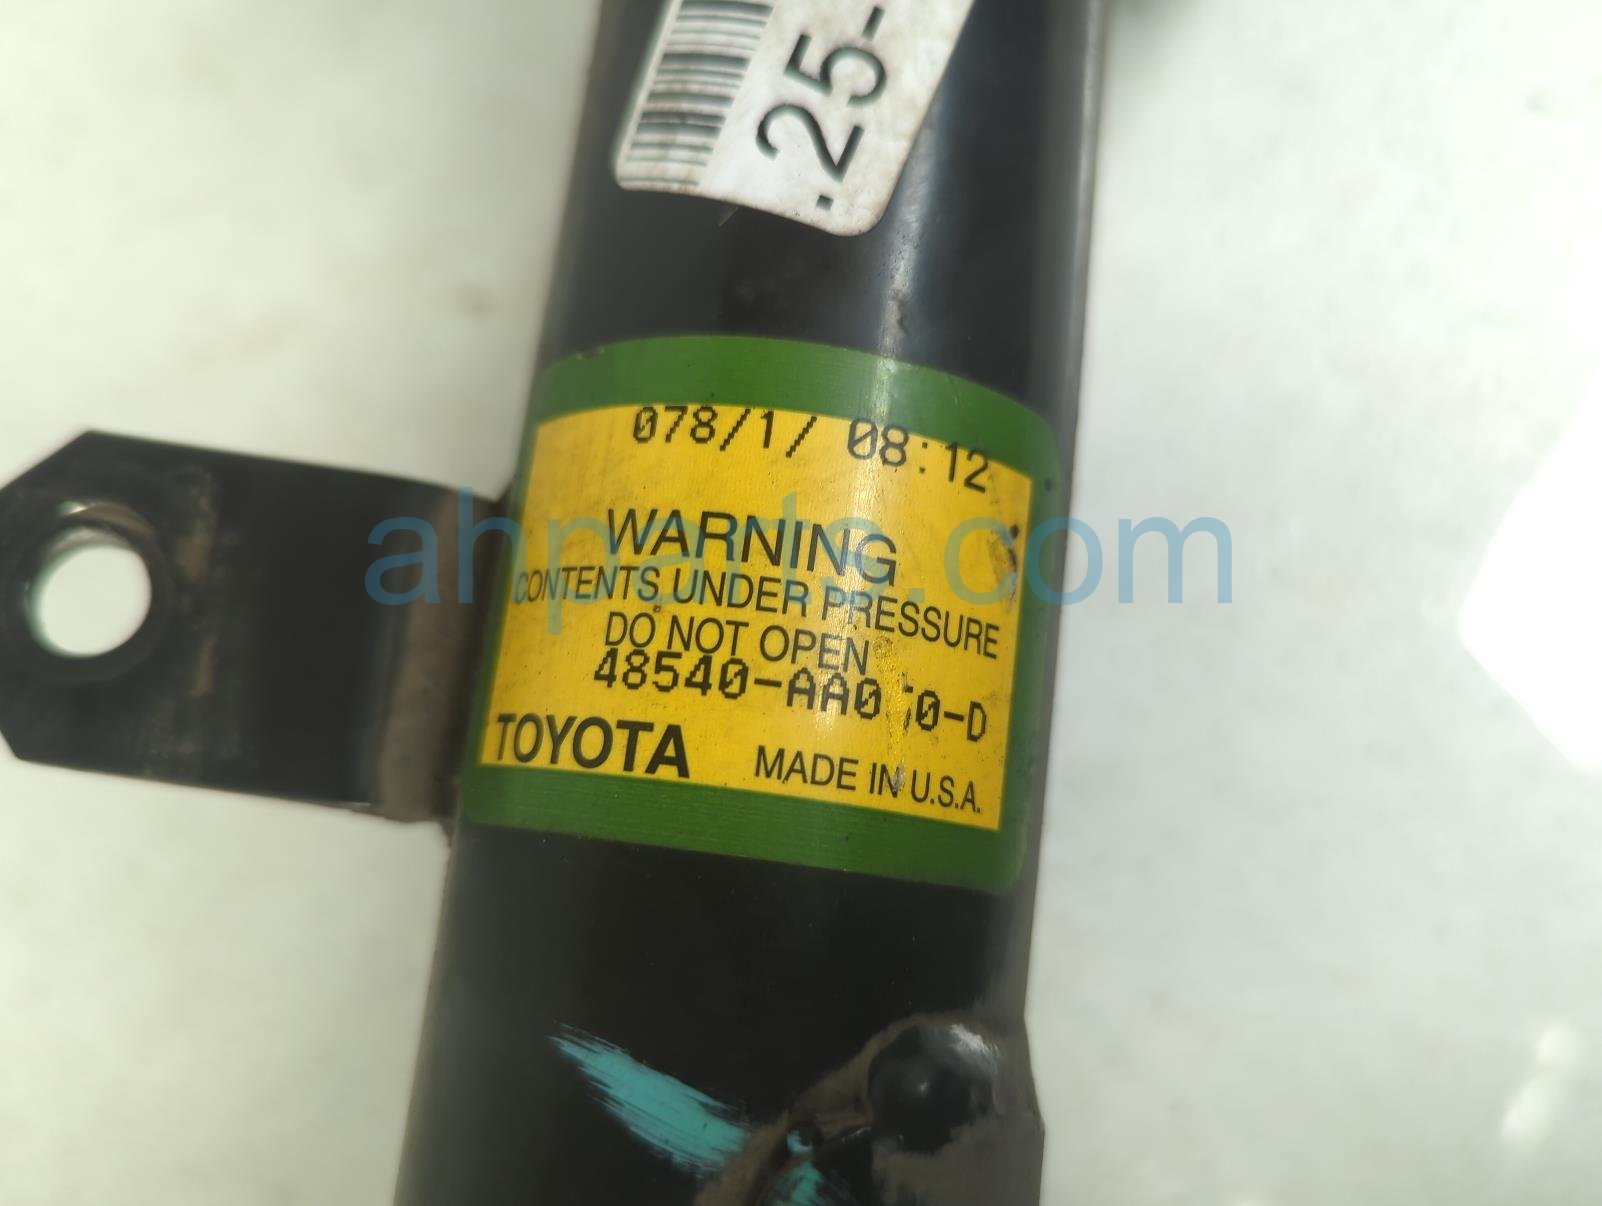 .25-
078/1/ 08:12
WARNING
CONTENTS UNDER PRESSURE
DO NOT OPEN
TOYOTA MADE IN U.S.A.
ahparts.com